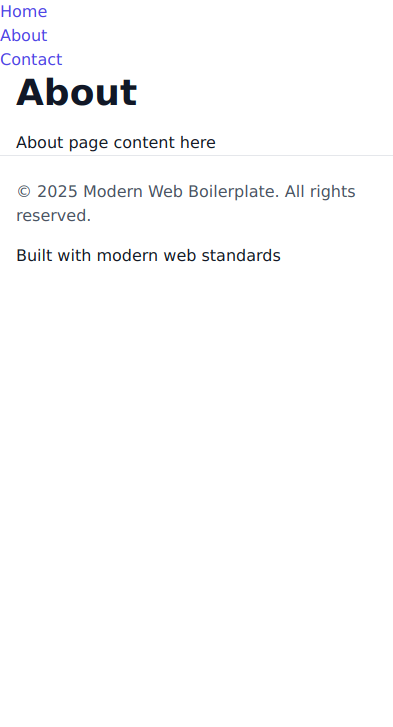 Home
About
Contact
About
About page content here
© 2025 Modern Web Boilerplate. All rights
reserved.
Built with modern web standards